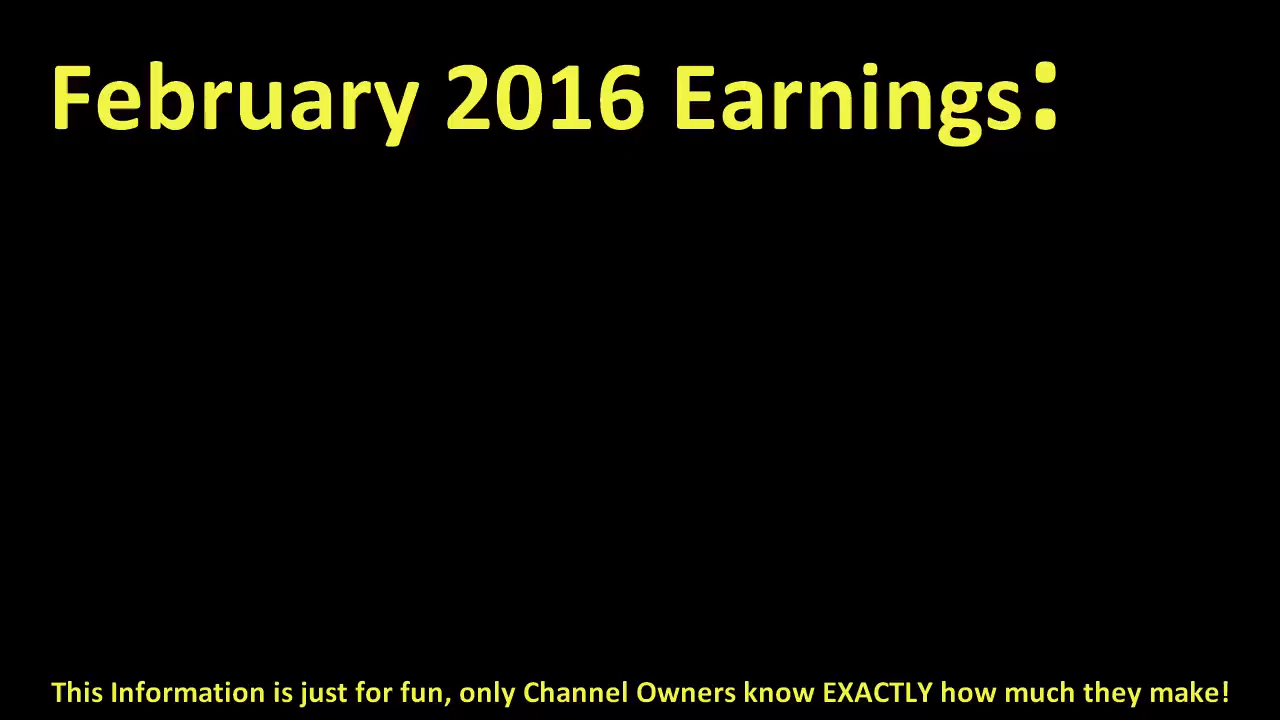 February 2016 Earnings:
This Information is just for fun, only Channel Owners know EXACTLY how much they make!